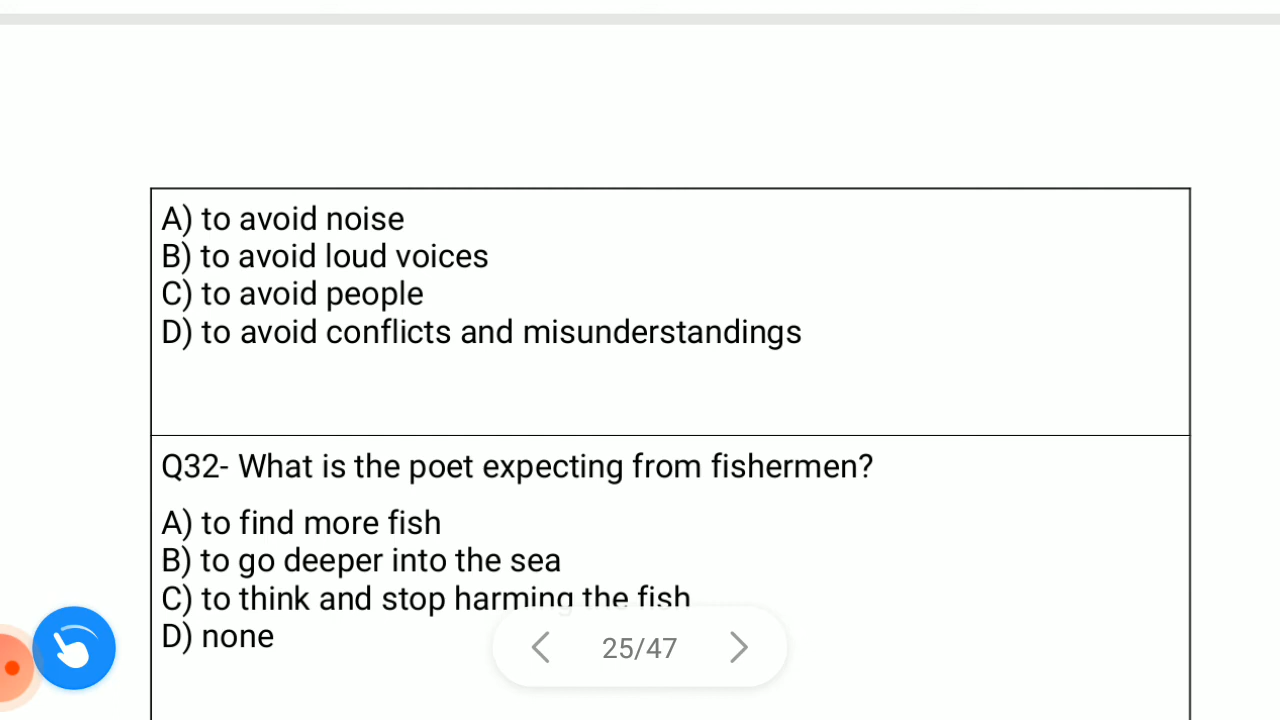 A) to avoid noise
B) to avoid loud voices
C) to avoid people
D) to avoid conflicts and misunderstandings
Q32- What is the poet expecting from fishermen?
A) to find more fish
B) to go deeper into the sea
C) to think and stop harming the fish
D) none
25/47